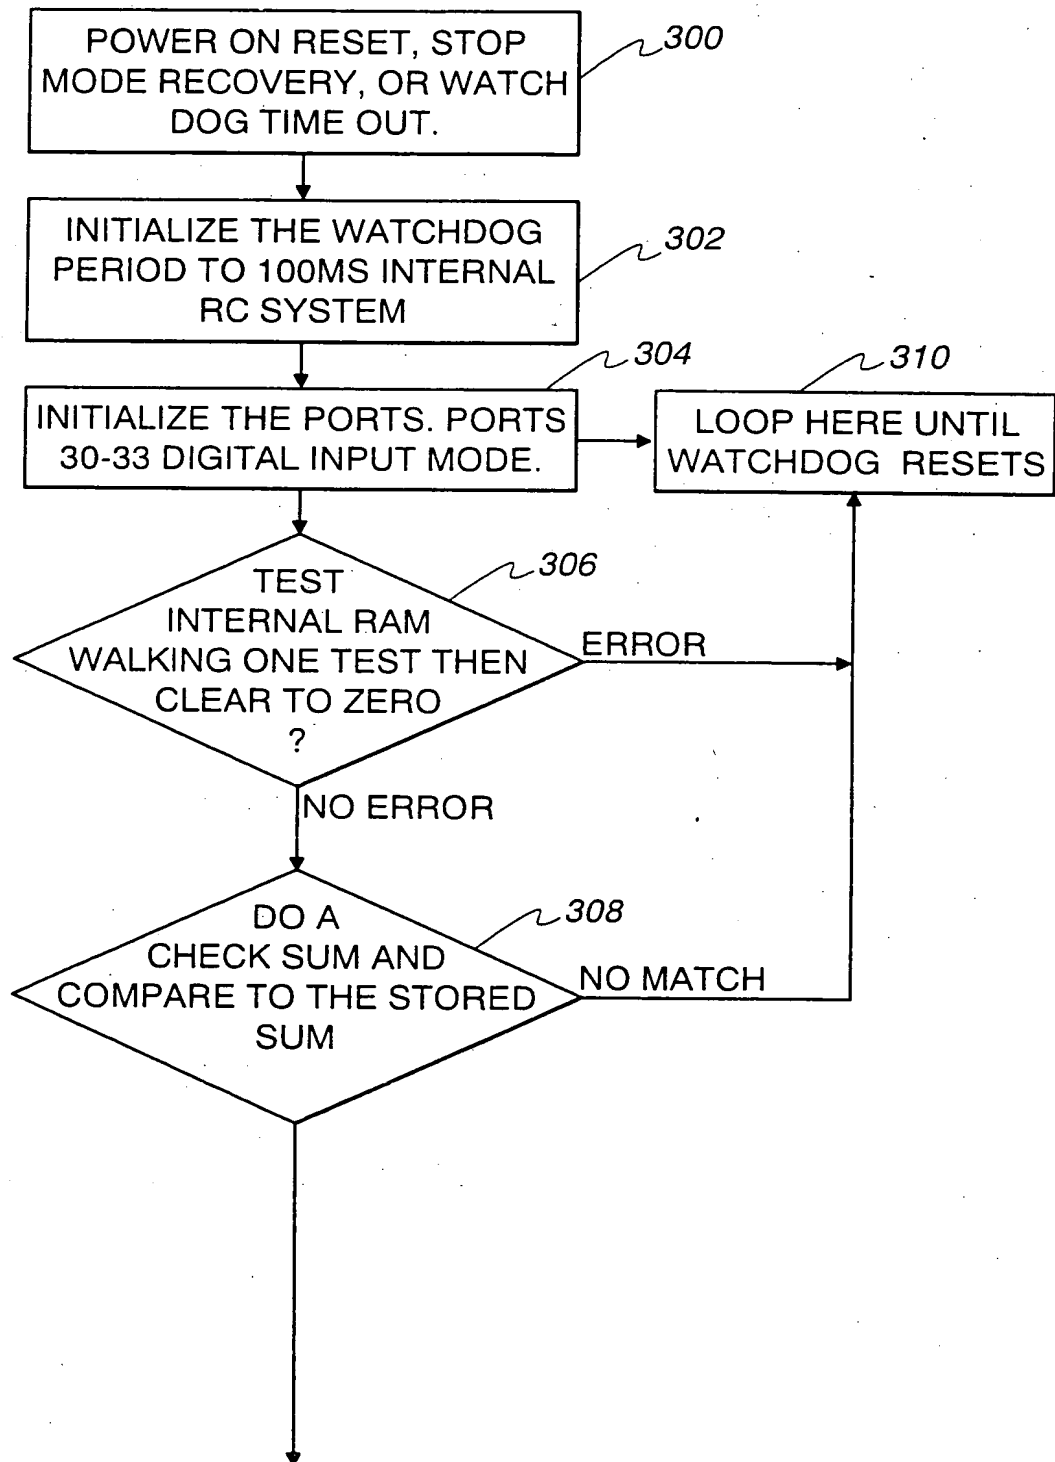 POWER ON RESET, STOP
MODE RECOVERY, OR WATCH
DOG TIME OUT.
300
INITIALIZE THE WATCHDOG
PERIOD TO 100MS INTERNAL
RC SYSTEM
302
INITIALIZE THE PORTS. PORTS
30-33 DIGITAL INPUT MODE.
304
LOOP HERE UNTIL
WATCHDOG RESETS
310
TEST
INTERNAL RAM
WALKING ONE TEST THEN
CLEAR TO ZERO
?
306
ERROR
NO ERROR
DO A
CHECK SUM AND
COMPARE TO THE STORED
SUM
308
NO MATCH